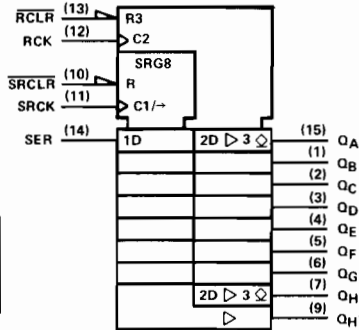 RCLR (13) R3
RCK (12) C2
SRG8
SRCLR (10) R
SRCK (11) C1/→
SER (14) 1D 2D ▷ 3 ◇ (15) QA
(1) QB
(2) QC
(3) QD
(4) QE
(5) QF
(6) QG
2D ▷ 3 ◇ (7) QH
▷ (9) QH